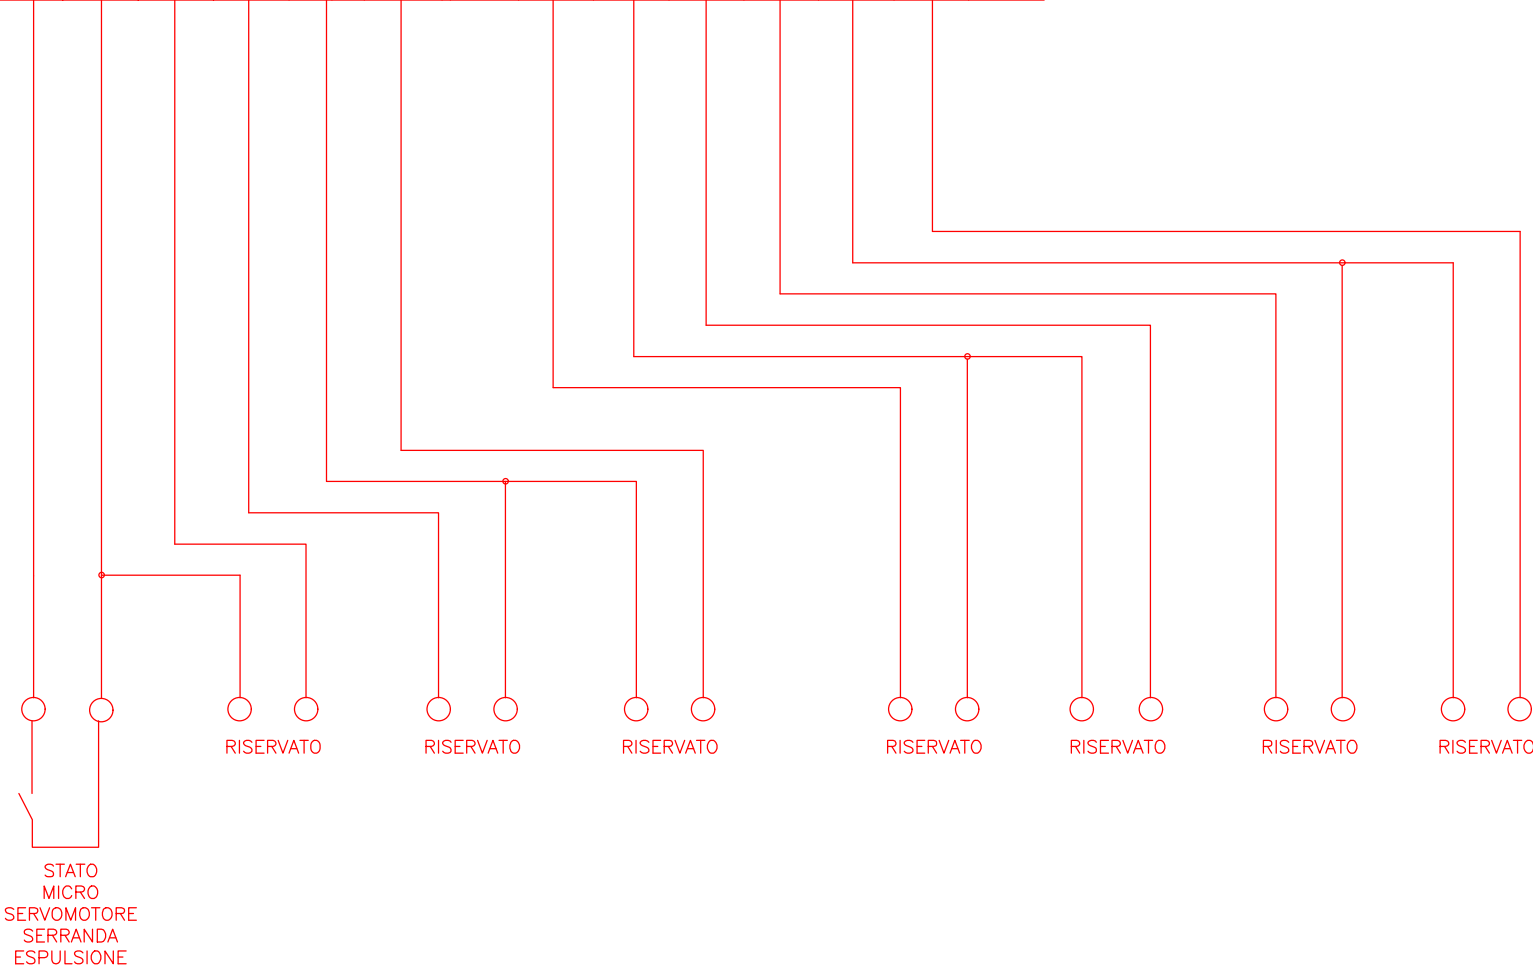 RISERVATO RISERVATO RISERVATO RISERVATO RISERVATO RISERVATO RISERVATO
STATO
MICRO
SERVOMOTORE
SERRANDA
ESPULSIONE